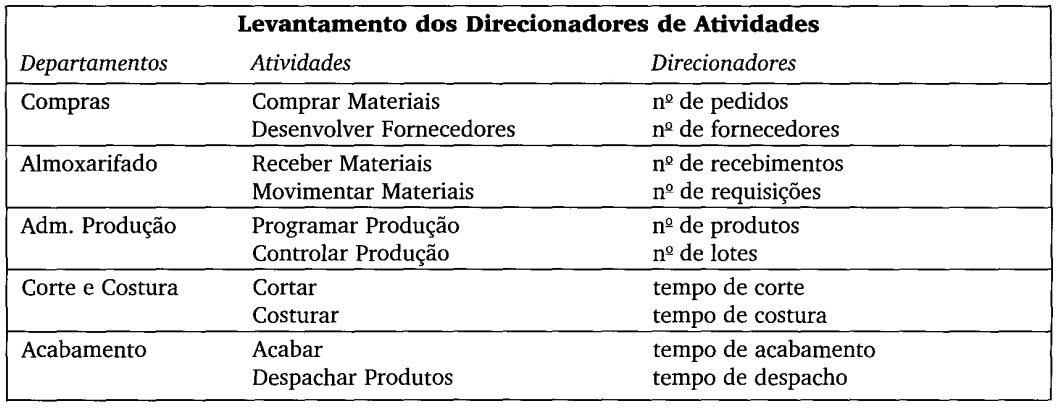 Levantamento dos Direcionadores de Atividades
Departamentos Atividades Direcionadores
Compras Comprar Materiais nº de pedidos
Desenvolver Fornecedores nº de fornecedores
Almoxarifado Receber Materiais nº de recebimentos
Movimentar Materiais nº de requisições
Adm. Produção Programar Produção nº de produtos
Controlar Produção nº de lotes
Corte e Costura Cortar tempo de corte
Costurar tempo de costura
Acabamento Acabar tempo de acabamento
Despachar Produtos tempo de despacho